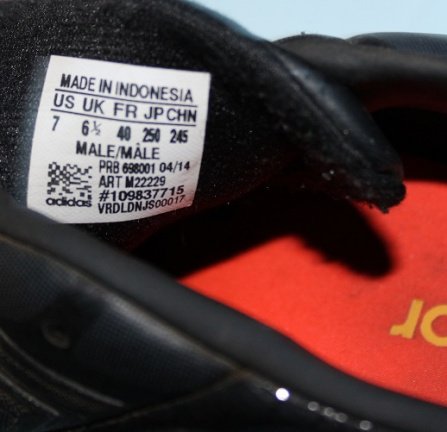 MADE IN INDONESIA
US UK FR JP CHN
7 6½ 40 250 245
MALE/MÂLE
PRB 698001 04/14
ART M22229
#109837715
VRDLDNJS00017
adidas
or